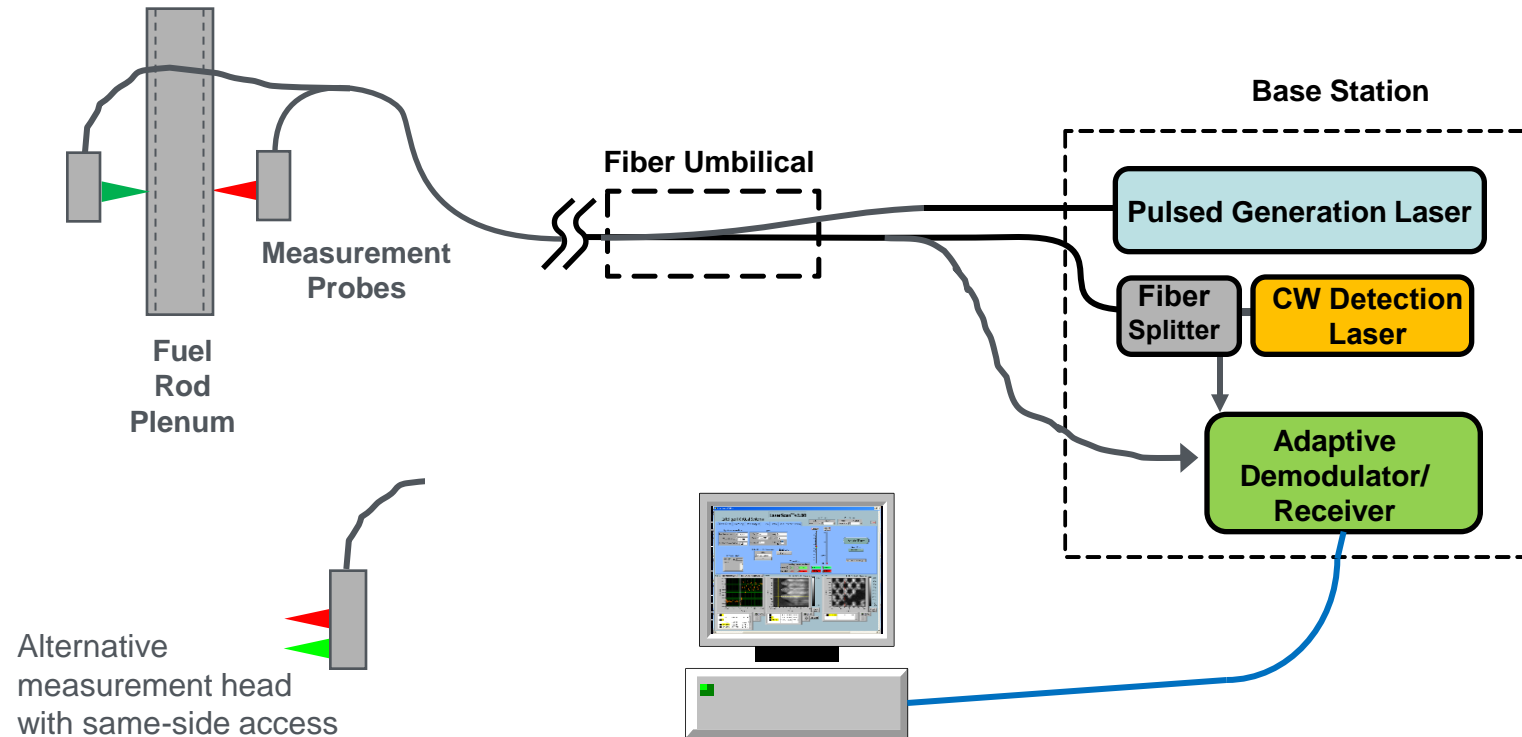 Base Station
Fiber Umbilical
Pulsed Generation Laser
Measurement
Probes
Fiber
Splitter
CW Detection
Laser
Fuel
Rod
Plenum
Adaptive
Demodulator/
Receiver
Alternative
measurement head
with same-side access